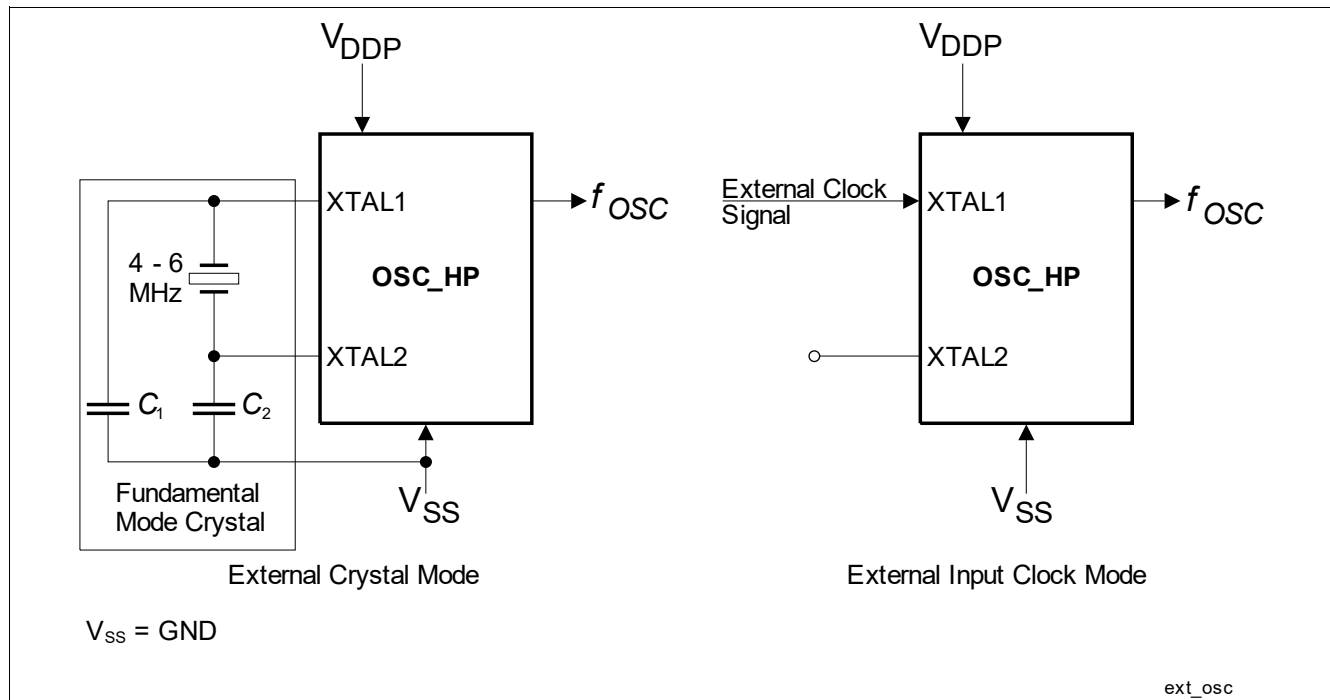 VDDP
XTAL1
4 - 6
MHz
OSC_HP
XTAL2
C1
C2
fOSC
Fundamental
Mode Crystal
VSS
External Crystal Mode
VDDP
External Clock
Signal
XTAL1
OSC_HP
XTAL2
fOSC
VSS
External Input Clock Mode
VSS = GND
ext_osc